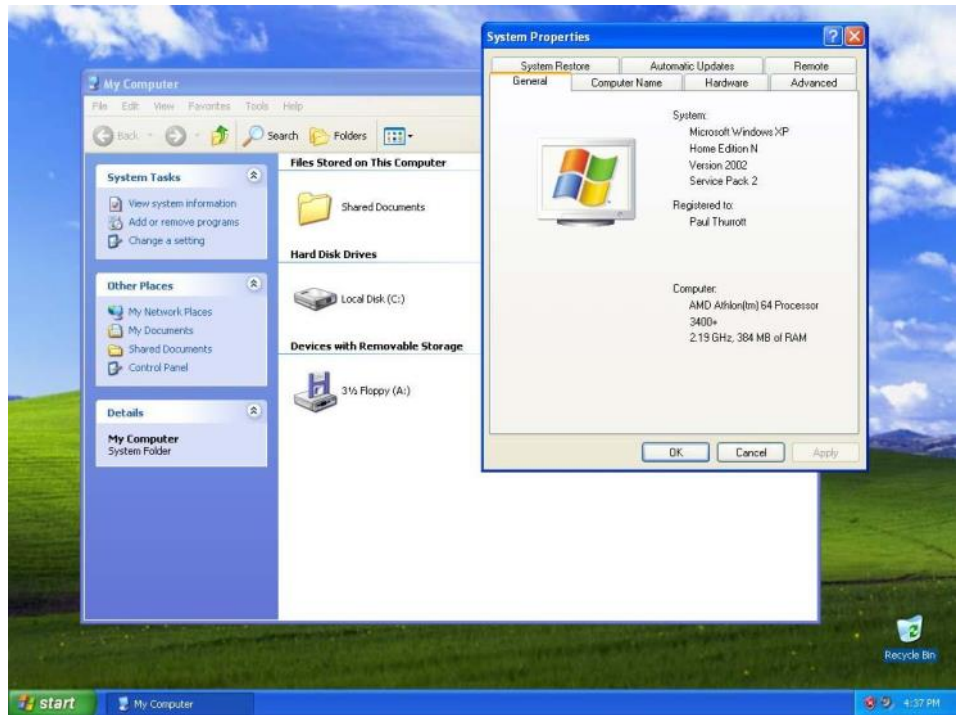 My Computer
File Edit View Favorites Tools Help
Back Search Folders
System Tasks
View system information
Add or remove programs
Change a setting
Other Places
My Network Places
My Documents
Shared Documents
Control Panel
Details
My Computer
System Folder
Files Stored on This Computer
Shared Documents
Hard Disk Drives
Local Disk (C:)
Devices with Removable Storage
3½ Floppy (A:)
System Properties
System Restore Automatic Updates Remote
General Computer Name Hardware Advanced
System:
Microsoft Windows XP
Home Edition N
Version 2002
Service Pack 2
Registered to:
Paul Thurrott
Computer:
AMD Athlon(tm) 64 Processor
3400+
2.19 GHz, 384 MB of RAM
OK Cancel Apply
Recycle Bin
start My Computer 4:37 PM